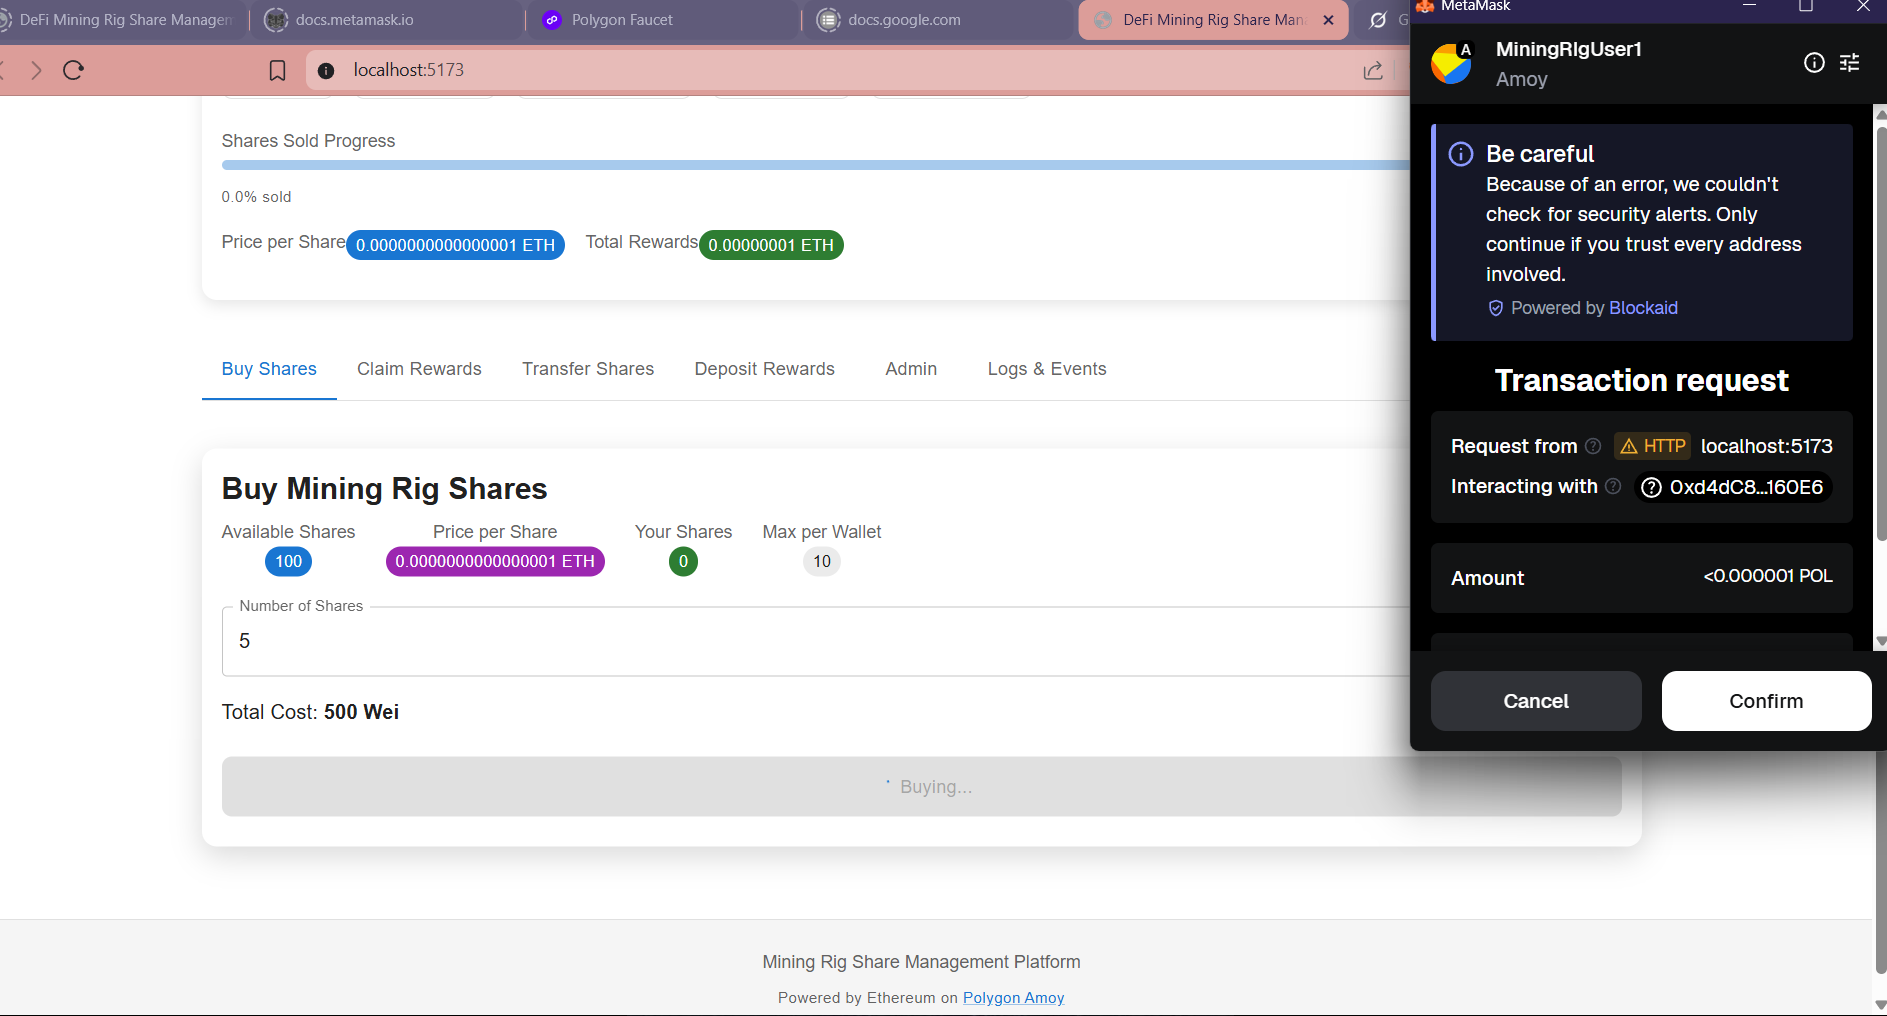 DeFi Mining Rig Share Managem
docs.metamask.io
Polygon Faucet
docs.google.com
DeFi Mining Rig Share Man
G
localhost:5173
Shares Sold Progress
0.0% sold
Price per Share 0.0000000000000001 ETH Total Rewards 0.00000001 ETH
Buy Shares Claim Rewards Transfer Shares Deposit Rewards Admin Logs & Events
Buy Mining Rig Shares
Available Shares Price per Share Your Shares Max per Wallet
100 0.0000000000000001 ETH 0 10
Number of Shares
5
Total Cost: 500 Wei
Buying...
Mining Rig Share Management Platform
Powered by Ethereum on Polygon Amoy
MetaMask
A
MiningRIgUser1
Amoy
Be careful
Because of an error, we couldn't
check for security alerts. Only
continue if you trust every address
involved.
Powered by Blockaid
Transaction request
Request from HTTP localhost:5173
Interacting with 0xd4dC8...160E6
Amount <0.000001 POL
Cancel Confirm